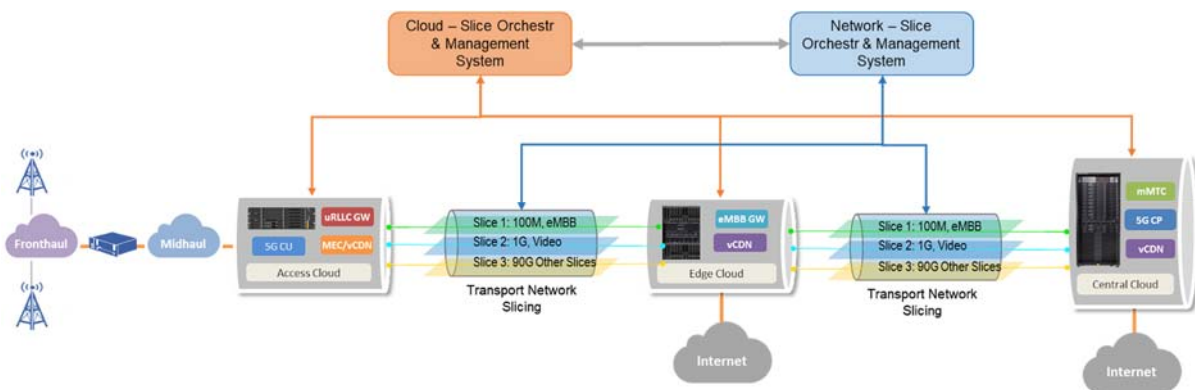 Cloud – Slice Orchestr
& Management
System
Network – Slice
Orchestr & Management
System
Fronthaul
Midhaul
uRLLC GW
5G CU
MEC/vCDN
Access Cloud
Slice 1: 100M, eMBB
Slice 2: 1G, Video
Slice 3: 90G Other Slices
Transport Network
Slicing
eMBB GW
vCDN
Edge Cloud
Internet
Slice 1: 100M, eMBB
Slice 2: 1G, Video
Slice 3: 90G Other Slices
Transport Network
Slicing
mMTC
5G CP
vCDN
Central Cloud
Internet